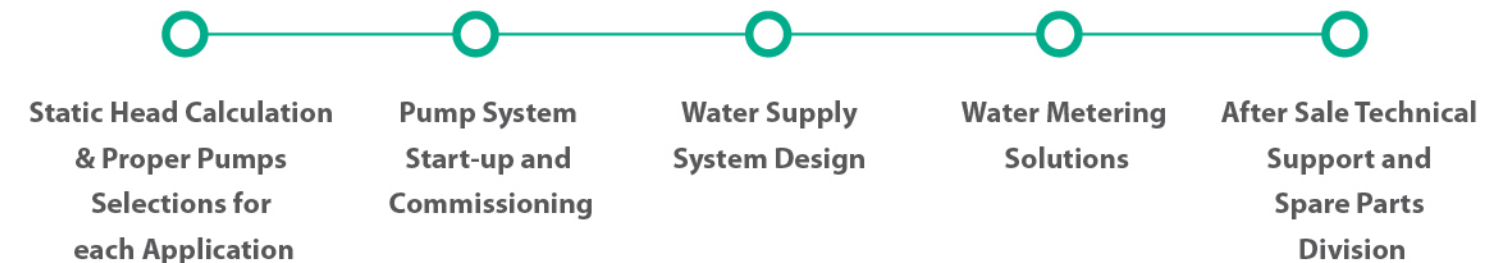 Static Head Calculation
& Proper Pumps
Selections for
each Application
Pump System
Start-up and
Commissioning
Water Supply
System Design
Water Metering
Solutions
After Sale Technical
Support and
Spare Parts
Division